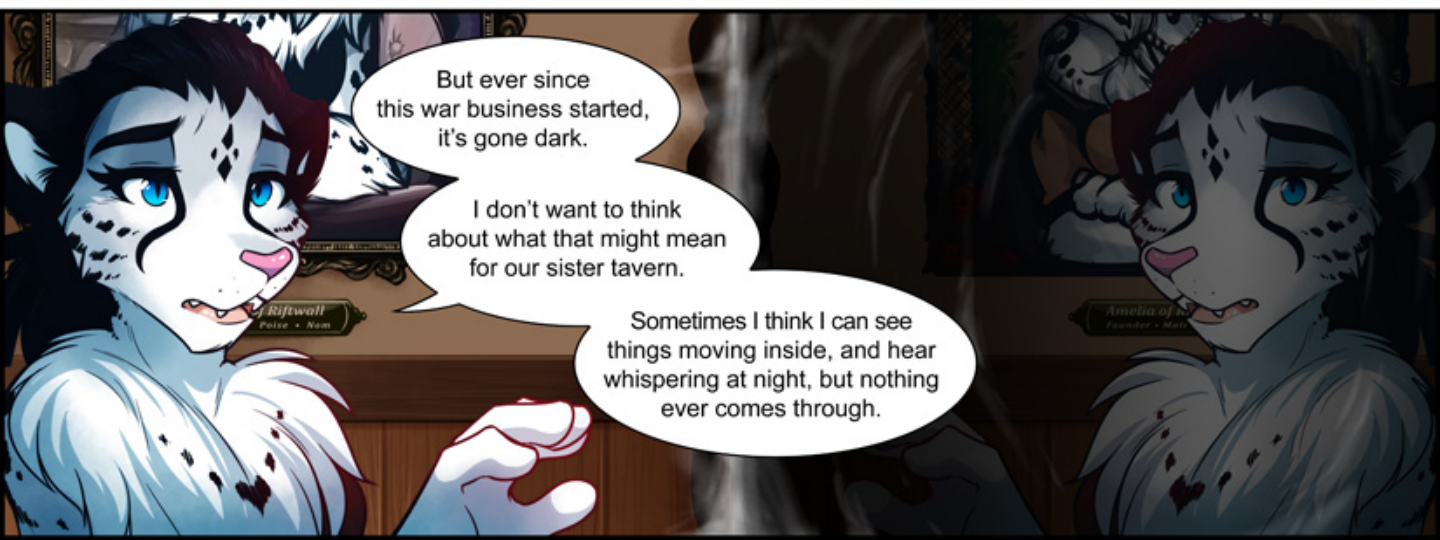 But ever since
this war business started,
it's gone dark.
I don't want to think
about what that might mean
for our sister tavern.
Sometimes I think I can see
things moving inside, and hear
whispering at night, but nothing
ever comes through.
Riftwall
Poise • Nom
Amelia of
Founder